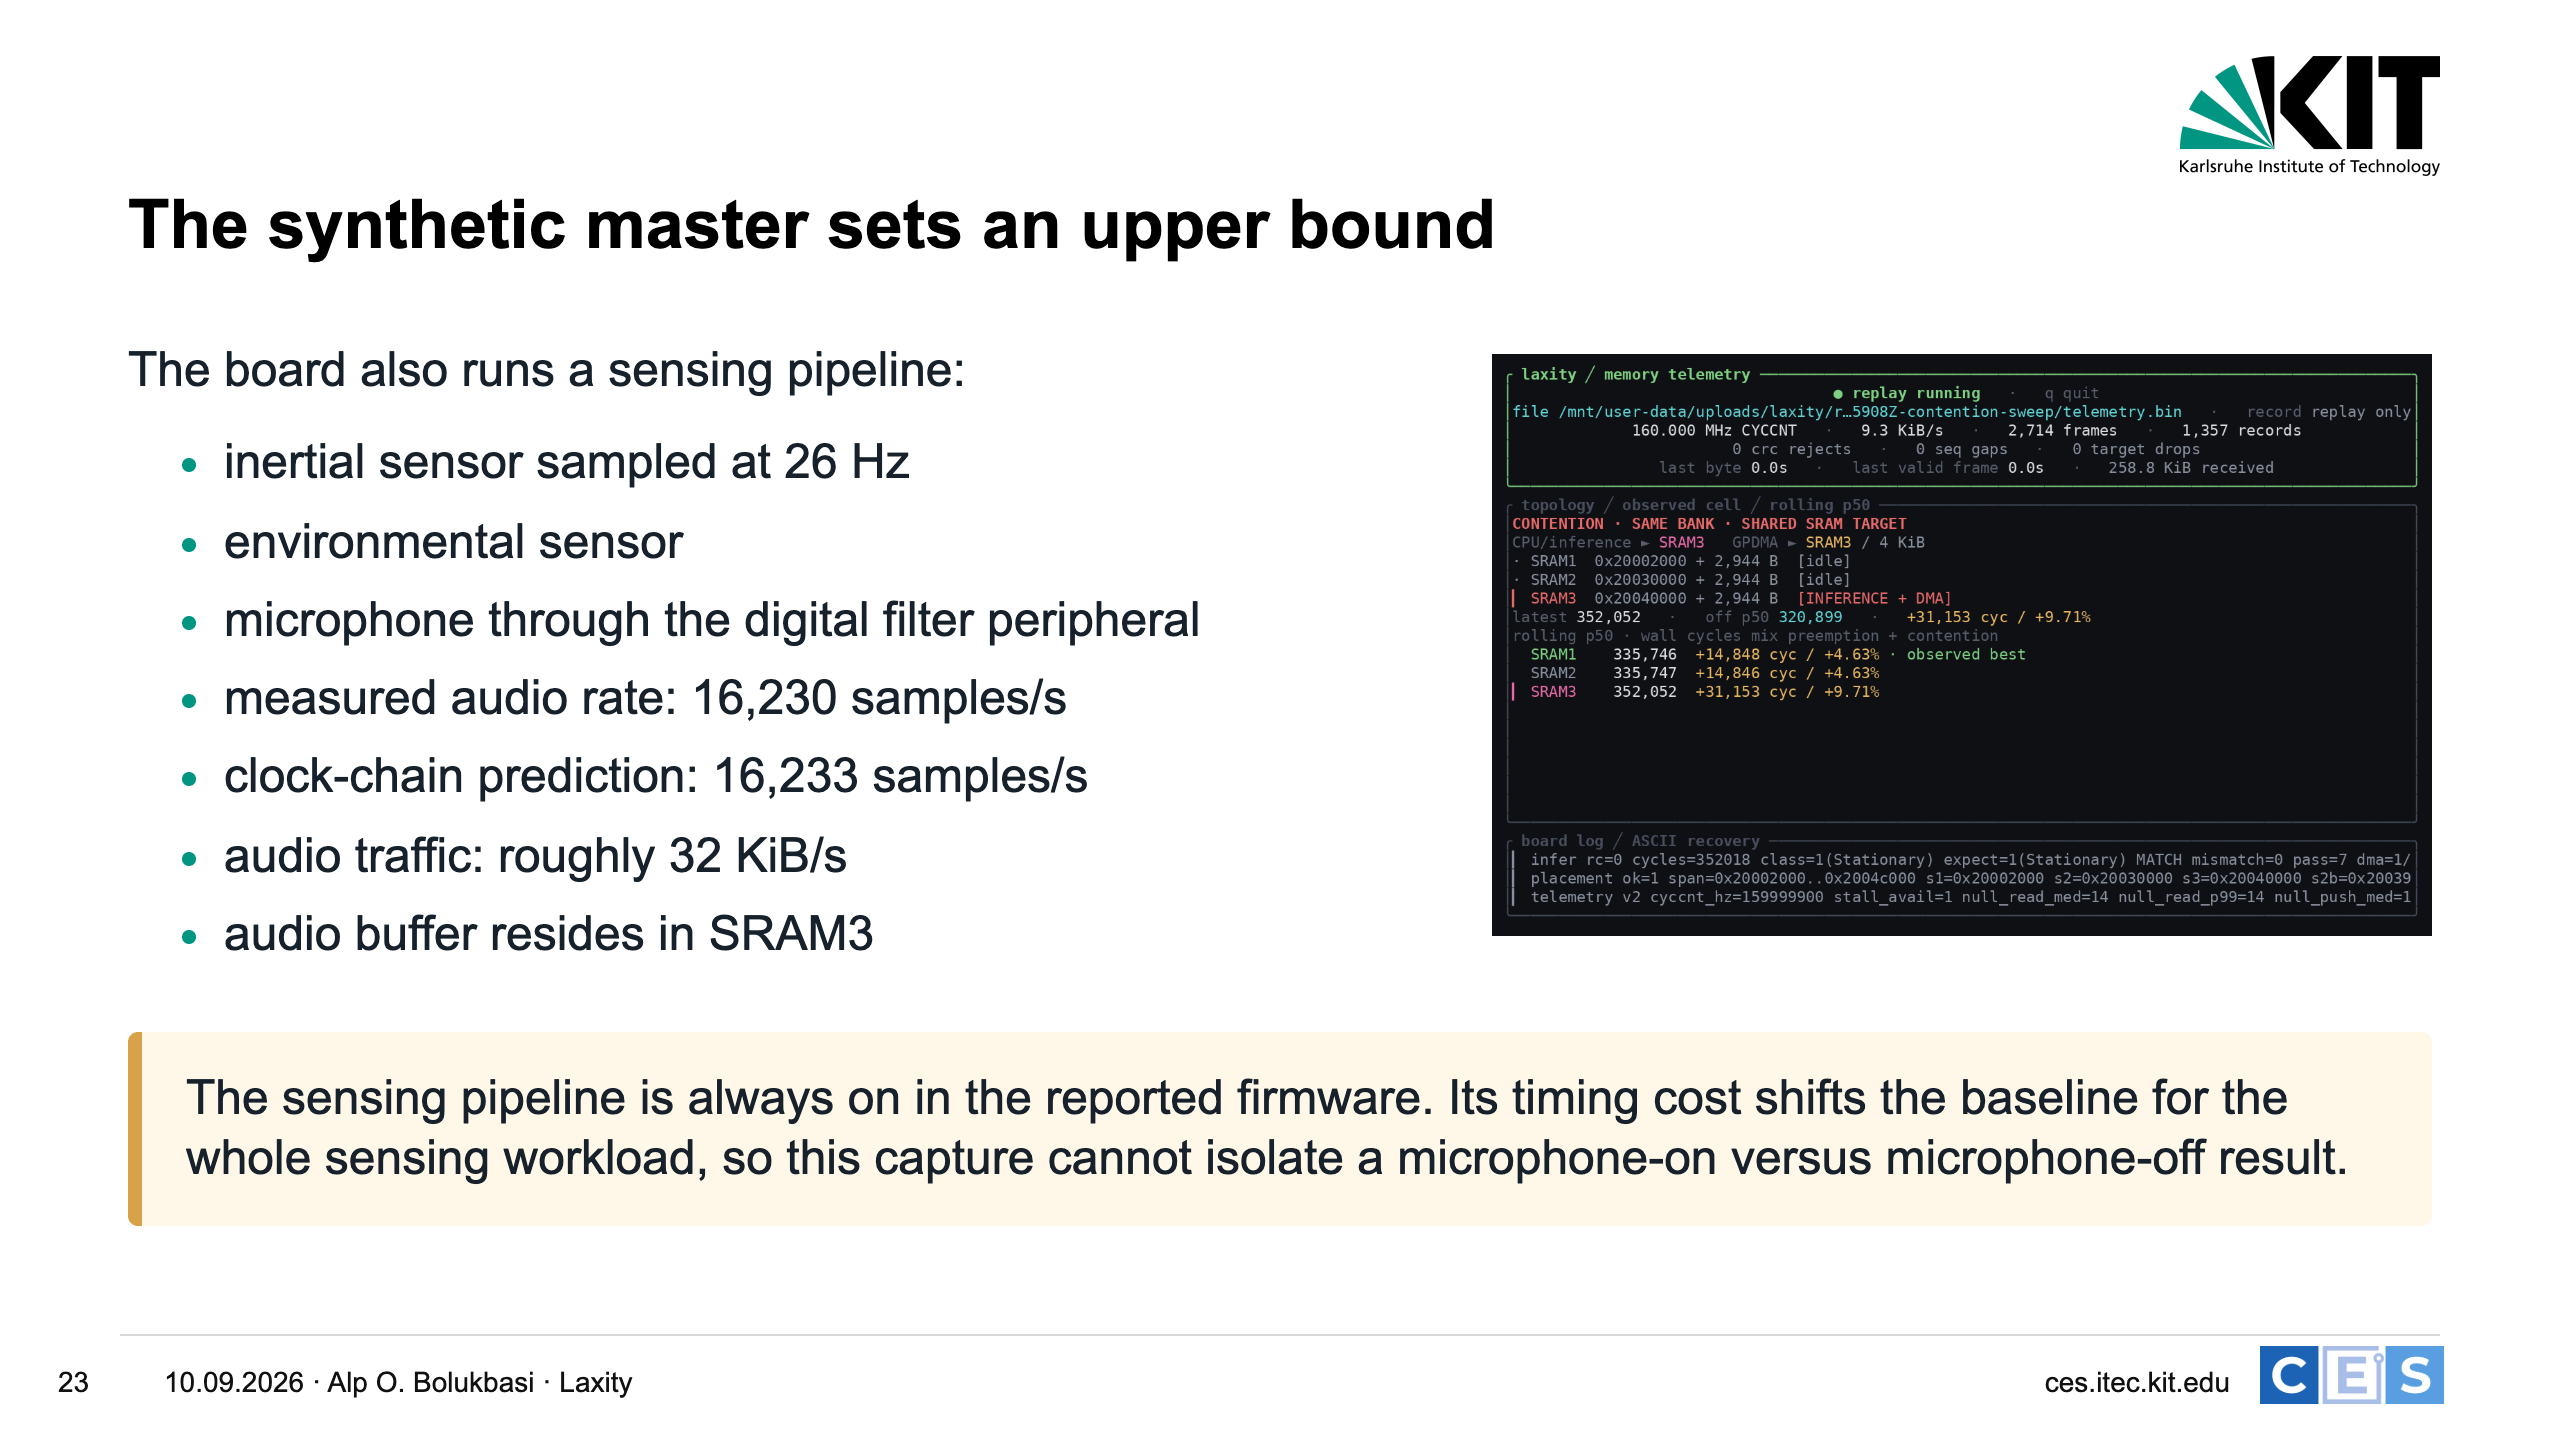 KIT
Karlsruhe Institute of Technology
The synthetic master sets an upper bound
The board also runs a sensing pipeline:
• inertial sensor sampled at 26 Hz
• environmental sensor
• microphone through the digital filter peripheral
• measured audio rate: 16,230 samples/s
• clock-chain prediction: 16,233 samples/s
• audio traffic: roughly 32 KiB/s
• audio buffer resides in SRAM3
laxity / memory telemetry
● replay running · q quit
file /mnt/user-data/uploads/laxity/r…5908Z-contention-sweep/telemetry.bin · record replay only
160.000 MHz CYCCNT · 9.3 KiB/s · 2,714 frames · 1,357 records
0 crc rejects · 0 seq gaps · 0 target drops
last byte 0.0s · last valid frame 0.0s · 258.8 KiB received
topology / observed cell / rolling p50
CONTENTION · SAME BANK · SHARED SRAM TARGET
CPU/inference ► SRAM3 GPDMA ► SRAM3 / 4 KiB
· SRAM1 0x20002000 + 2,944 B [idle]
· SRAM2 0x20030000 + 2,944 B [idle]
SRAM3 0x20040000 + 2,944 B [INFERENCE + DMA]
latest 352,052 · off p50 320,899 · +31,153 cyc / +9.71%
rolling p50 · wall cycles mix preemption + contention
SRAM1 335,746 +14,848 cyc / +4.63% · observed best
SRAM2 335,747 +14,846 cyc / +4.63%
SRAM3 352,052 +31,153 cyc / +9.71%
board log / ASCII recovery
infer rc=0 cycles=352018 class=1(Stationary) expect=1(Stationary) MATCH mismatch=0 pass=7 dma=1/
placement ok=1 span=0x20002000..0x2004c000 s1=0x20002000 s2=0x20030000 s3=0x20040000 s2b=0x20039
telemetry v2 cyccnt_hz=159999900 stall_avail=1 null_read_med=14 null_read_p99=14 null_push_med=1
The sensing pipeline is always on in the reported firmware. Its timing cost shifts the baseline for the
whole sensing workload, so this capture cannot isolate a microphone-on versus microphone-off result.
23 10.09.2026 · Alp O. Bolukbasi · Laxity ces.itec.kit.edu CES